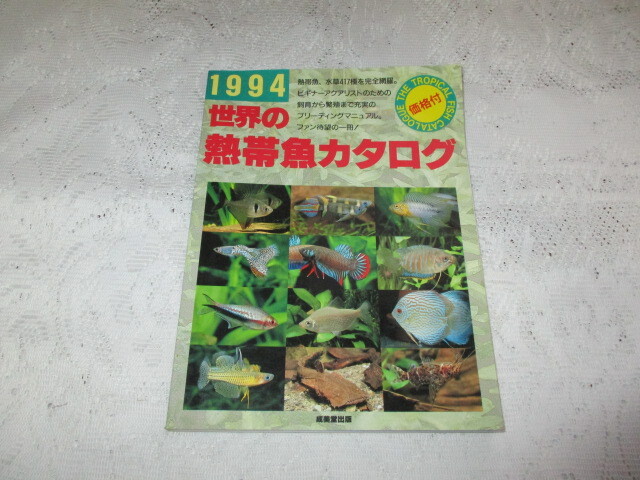 1994
熱帯魚、水草417種を完全網羅。
ビギナーアクアリストのための
飼育から繁殖まで充実の
ブリーディングマニュアル。
ファン待望の一冊!
THE TROPICAL FISH CATALOGUE
価格付
世界の
熱帯魚カタログ
成美堂出版